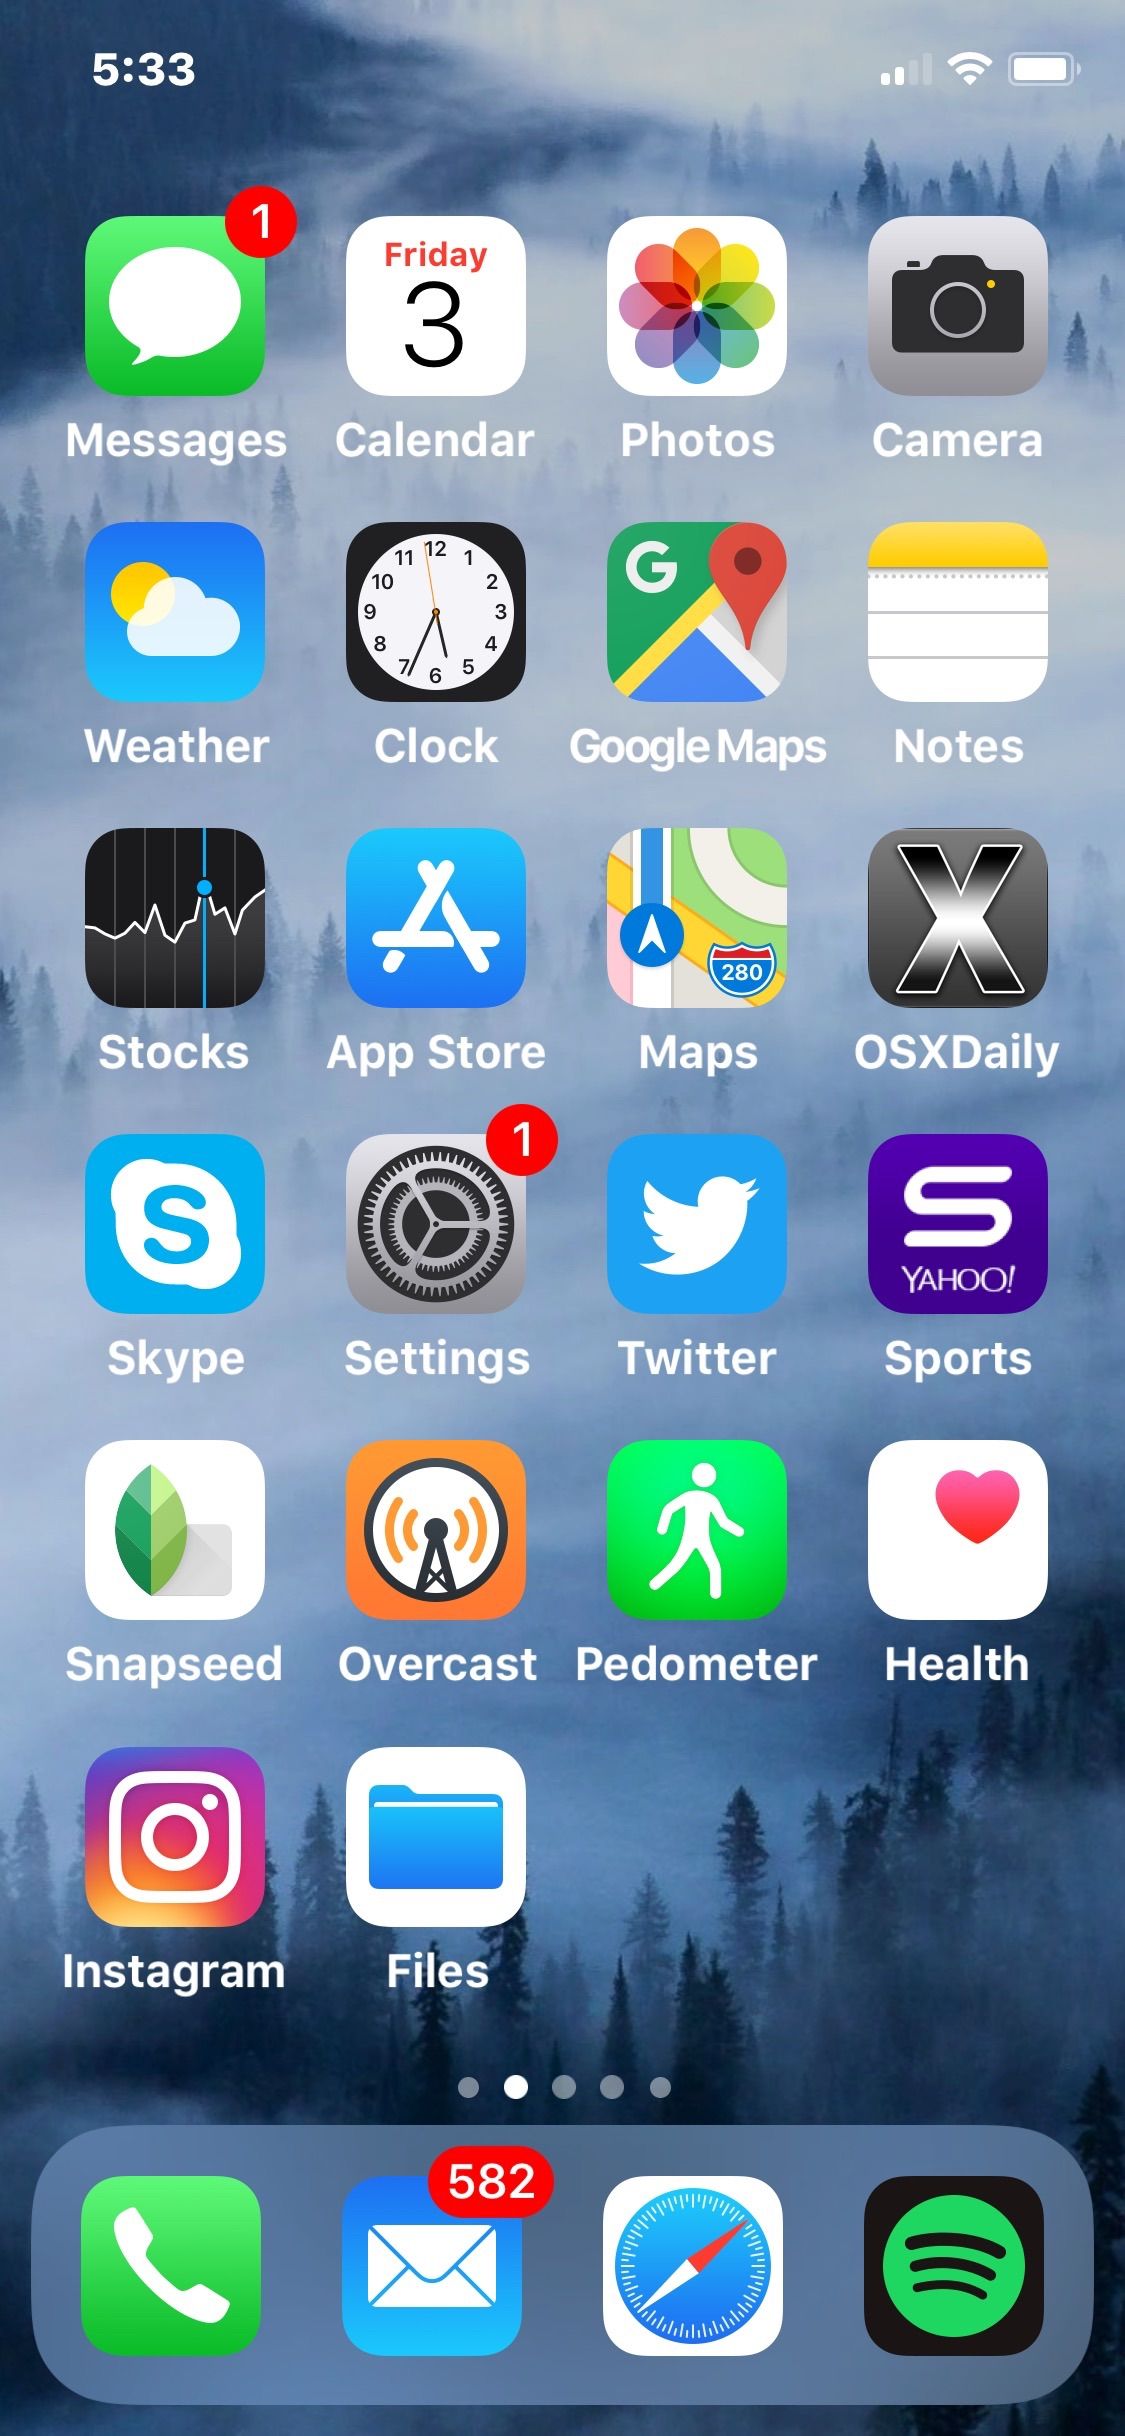 5:33
1
Friday
3
Messages Calendar Photos Camera
12
11 1
10 2
9 3
8 4
7 5
6
G
Weather Clock Google Maps Notes
280
X
Stocks App Store Maps OSXDaily
1
S
S
YAHOO!
Skype Settings Twitter Sports
Snapseed Overcast Pedometer Health
Instagram Files
582